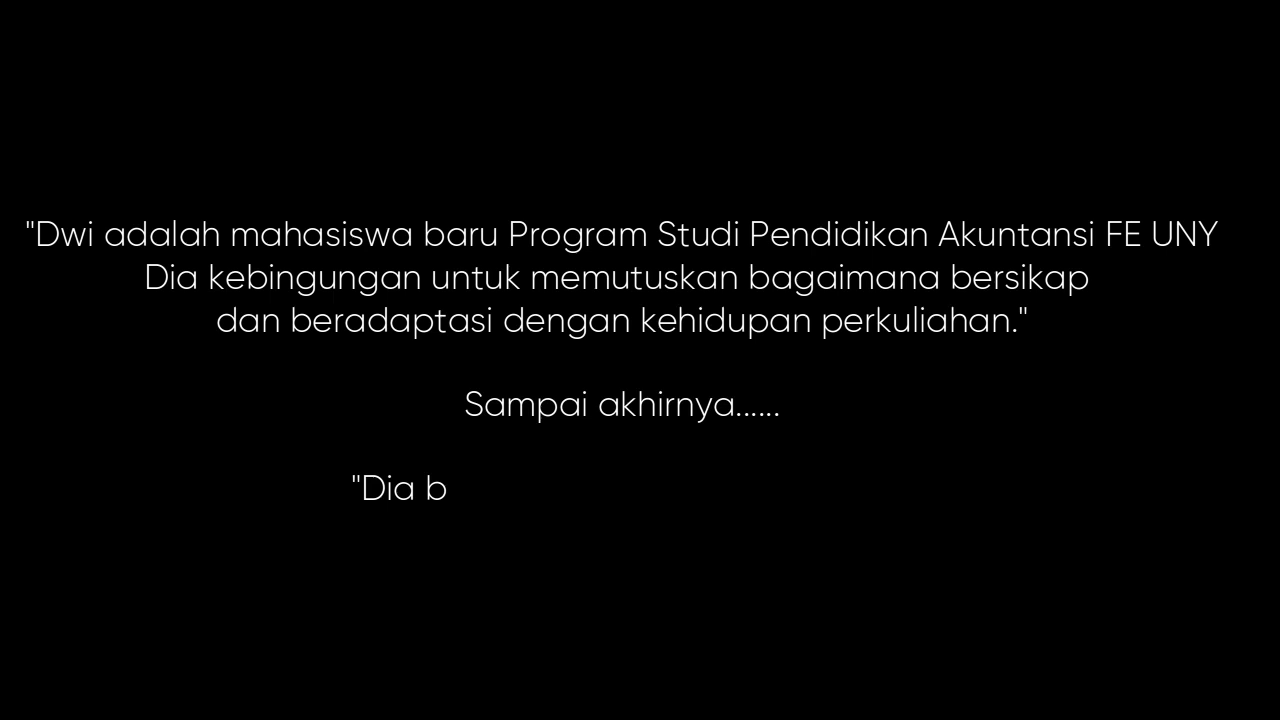 "Dwi adalah mahasiswa baru Program Studi Pendidikan Akuntansi FE UNY
Dia kebingungan untuk memutuskan bagaimana bersikap
dan beradaptasi dengan kehidupan perkuliahan."
Sampai akhirnya......
"Dia b